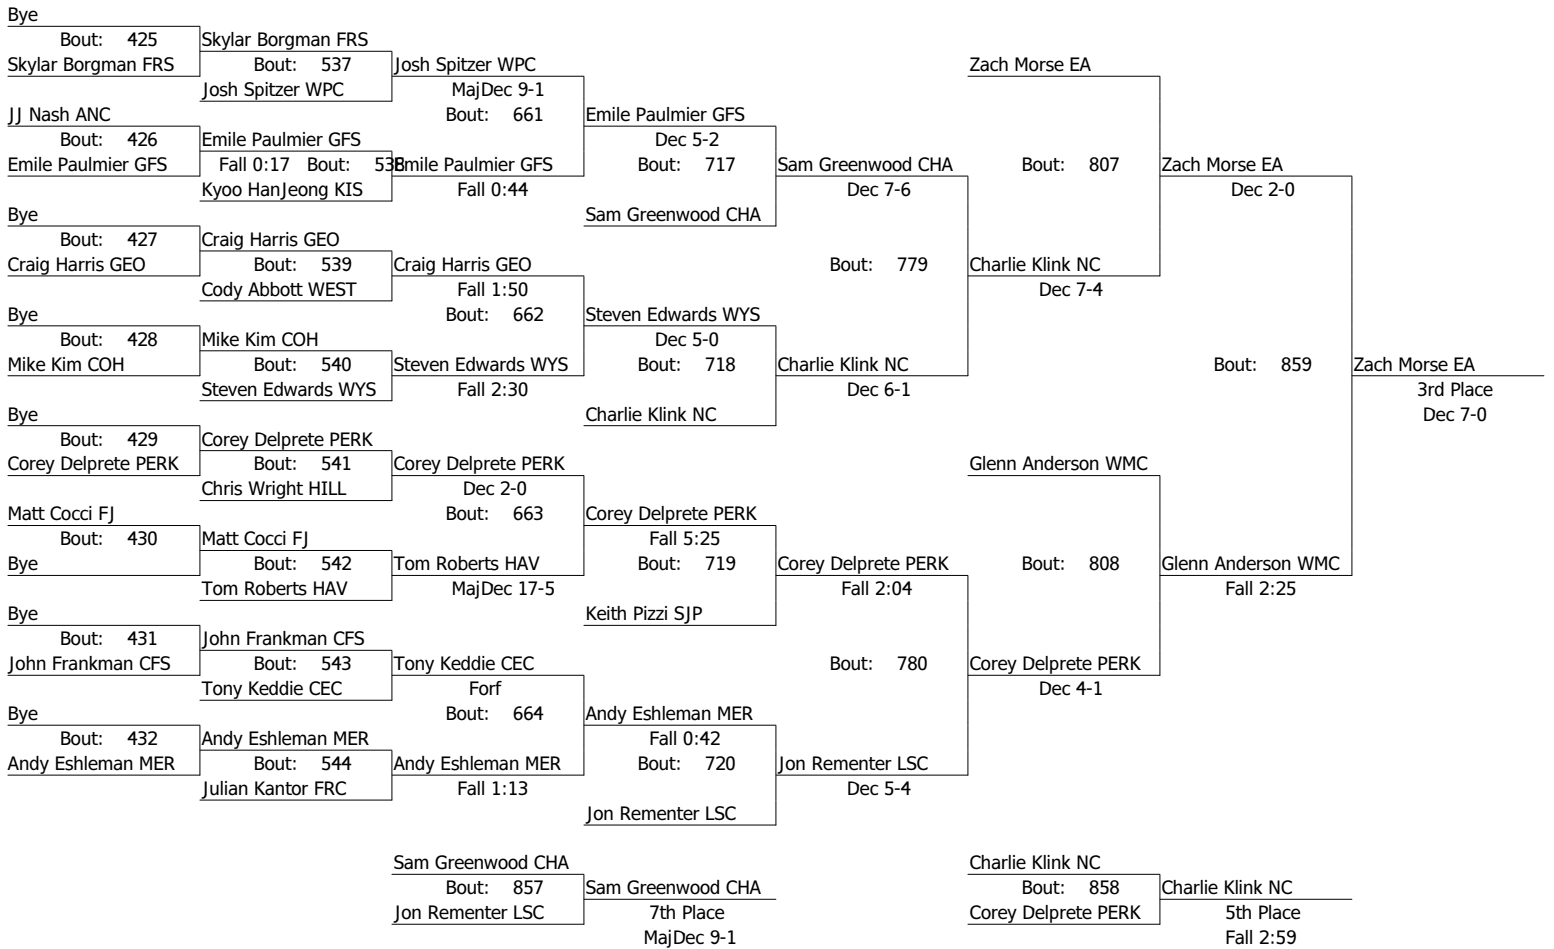 Bye
Bout: 425
Skylar Borgman FRS
Skylar Borgman FRS
Bout: 537
Josh Spitzer WPC
Josh Spitzer WPC
MajDec 9-1
Bout: 661
JJ Nash ANC
Bout: 426
Emile Paulmier GFS
Emile Paulmier GFS
Fall 0:17 Bout: 538
Kyoo HanJeong KIS
Emile Paulmier GFS
Fall 0:44
Emile Paulmier GFS
Dec 5-2
Bout: 717
Sam Greenwood CHA
Sam Greenwood CHA
Dec 7-6
Bye
Bout: 427
Craig Harris GEO
Craig Harris GEO
Bout: 539
Cody Abbott WEST
Craig Harris GEO
Fall 1:50
Bout: 662
Bye
Bout: 428
Mike Kim COH
Mike Kim COH
Bout: 540
Steven Edwards WYS
Steven Edwards WYS
Fall 2:30
Steven Edwards WYS
Dec 5-0
Bout: 718
Charlie Klink NC
Charlie Klink NC
Dec 6-1
Bout: 779
Zach Morse EA
Bout: 807
Charlie Klink NC
Dec 7-4
Zach Morse EA
Dec 2-0
Bout: 859
Zach Morse EA
3rd Place
Dec 7-0
Bye
Bout: 429
Corey Delprete PERK
Corey Delprete PERK
Bout: 541
Chris Wright HILL
Corey Delprete PERK
Dec 2-0
Bout: 663
Matt Cocci FJ
Bout: 430
Bye
Matt Cocci FJ
Bout: 542
Tom Roberts HAV
Tom Roberts HAV
MajDec 17-5
Corey Delprete PERK
Fall 5:25
Bout: 719
Keith Pizzi SJP
Corey Delprete PERK
Fall 2:04
Bye
Bout: 431
John Frankman CFS
John Frankman CFS
Bout: 543
Tony Keddie CEC
Tony Keddie CEC
Forf
Bout: 664
Bye
Bout: 432
Andy Eshleman MER
Andy Eshleman MER
Bout: 544
Julian Kantor FRC
Andy Eshleman MER
Fall 1:13
Andy Eshleman MER
Fall 0:42
Bout: 720
Jon Rementer LSC
Jon Rementer LSC
Dec 5-4
Bout: 780
Glenn Anderson WMC
Bout: 808
Corey Delprete PERK
Dec 4-1
Glenn Anderson WMC
Fall 2:25
Sam Greenwood CHA
Bout: 857
Jon Rementer LSC
Sam Greenwood CHA
7th Place
MajDec 9-1
Charlie Klink NC
Bout: 858
Corey Delprete PERK
Charlie Klink NC
5th Place
Fall 2:59